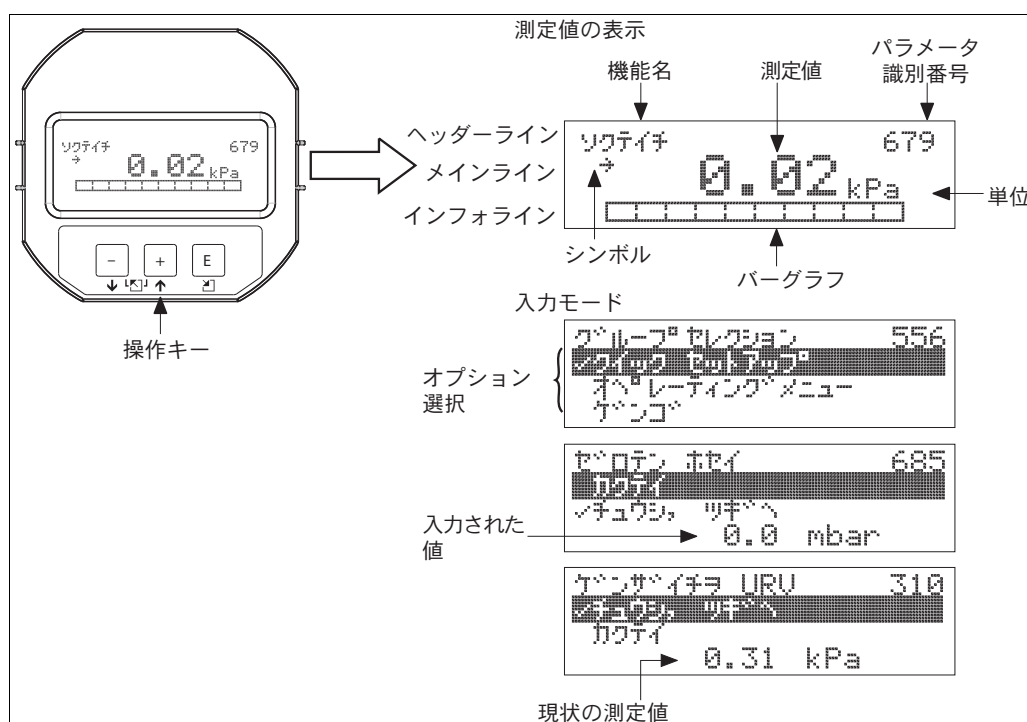 測定値の表示
機能名
測定値
パラメータ
識別番号
ソクテイチ 679
→
0.02 kPa
- + E
操作キー
ヘッダーライン
メインライン
インフォライン
ソクテイチ 679
→
0.02 kPa
単位
シンボル
バーグラフ
入力モード
オプション
選択
グループ セレクション 556
✓クイック セットアップ
オペレーティングメニュー
ゲンゴ
ゼロテン ホセイ 685
カクテイ
✓チュウシ, ツギヘ
0.0 mbar
入力された
値
ゲンザイチヲ URV 310
✓チュウシ, ツギヘ
カクテイ
0.31 kPa
現状の測定値